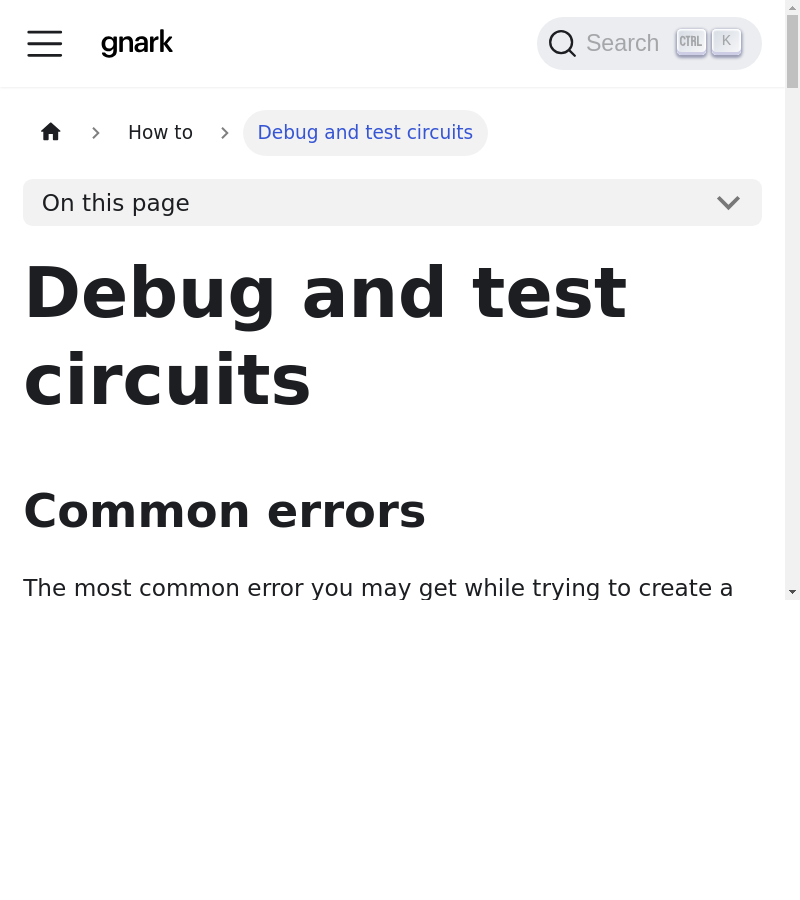 gnark
Search CTRL K
How to
Debug and test circuits
On this page
Debug and test
circuits
Common errors
The most common error you may get while trying to create a